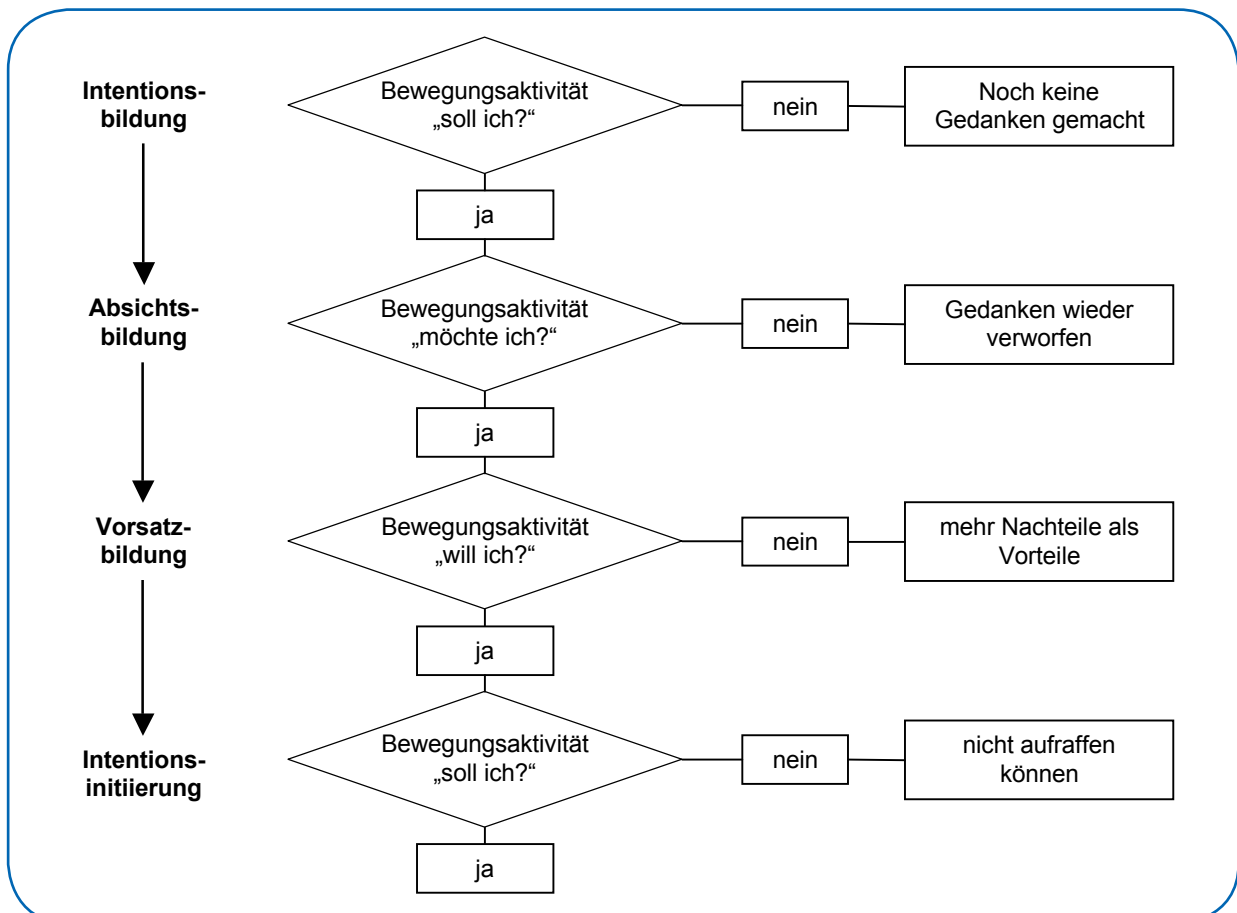 Intentions-
bildung
Bewegungsaktivität
„soll ich?“
nein
Noch keine
Gedanken gemacht
ja
Absichts-
bildung
Bewegungsaktivität
„möchte ich?“
nein
Gedanken wieder
verworfen
ja
Vorsatz-
bildung
Bewegungsaktivität
„will ich?“
nein
mehr Nachteile als
Vorteile
ja
Intentions-
initiierung
Bewegungsaktivität
„soll ich?“
nein
nicht aufraffen
können
ja